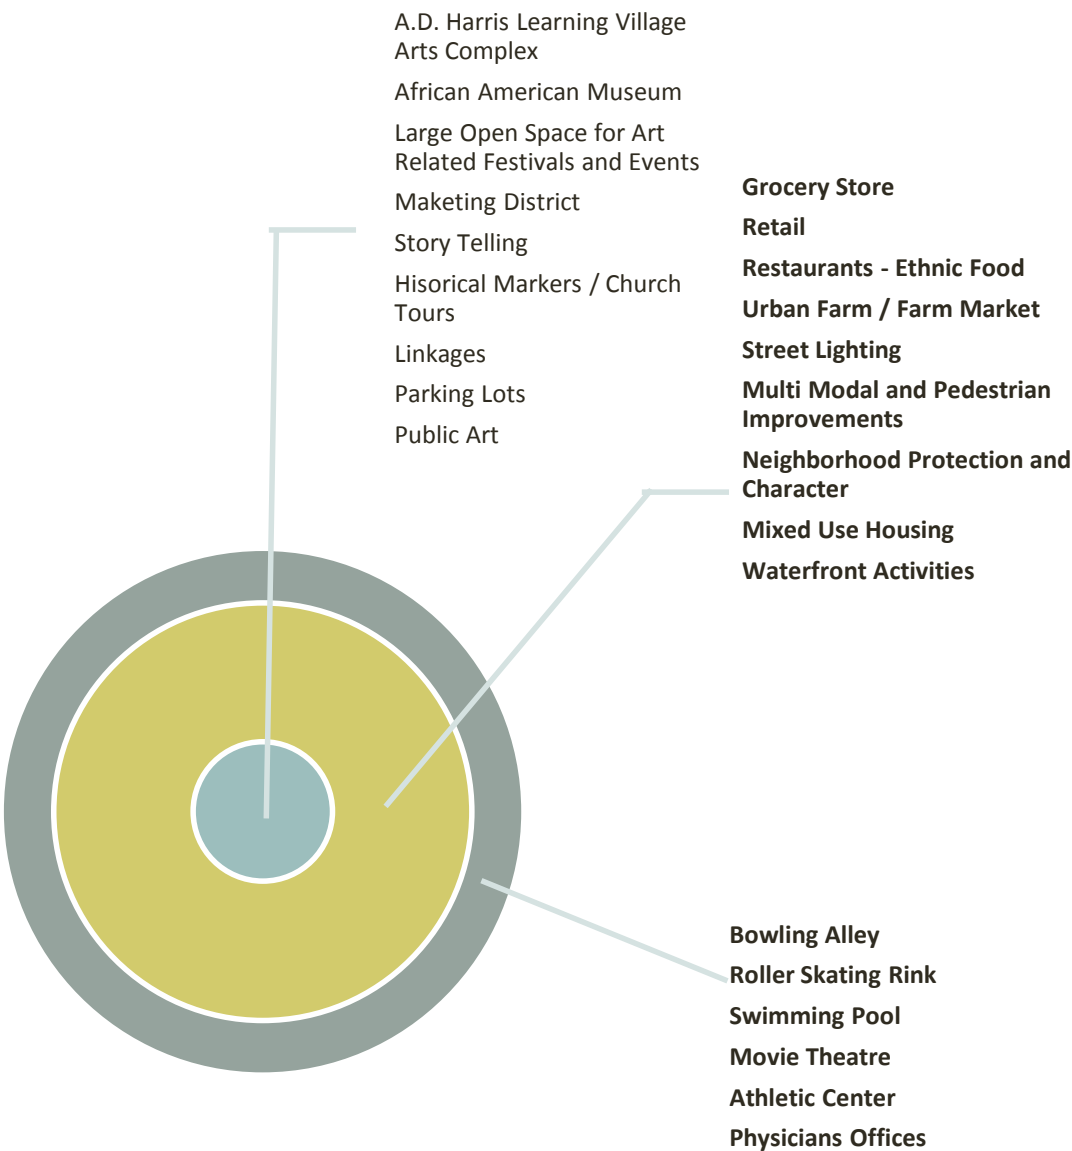 A.D. Harris Learning Village
Arts Complex
African American Museum
Large Open Space for Art
Related Festivals and Events
Maketing District
Story Telling
Hisorical Markers / Church
Tours
Linkages
Parking Lots
Public Art
Grocery Store
Retail
Restaurants - Ethnic Food
Urban Farm / Farm Market
Street Lighting
Multi Modal and Pedestrian
Improvements
Neighborhood Protection and
Character
Mixed Use Housing
Waterfront Activities
Bowling Alley
Roller Skating Rink
Swimming Pool
Movie Theatre
Athletic Center
Physicians Offices